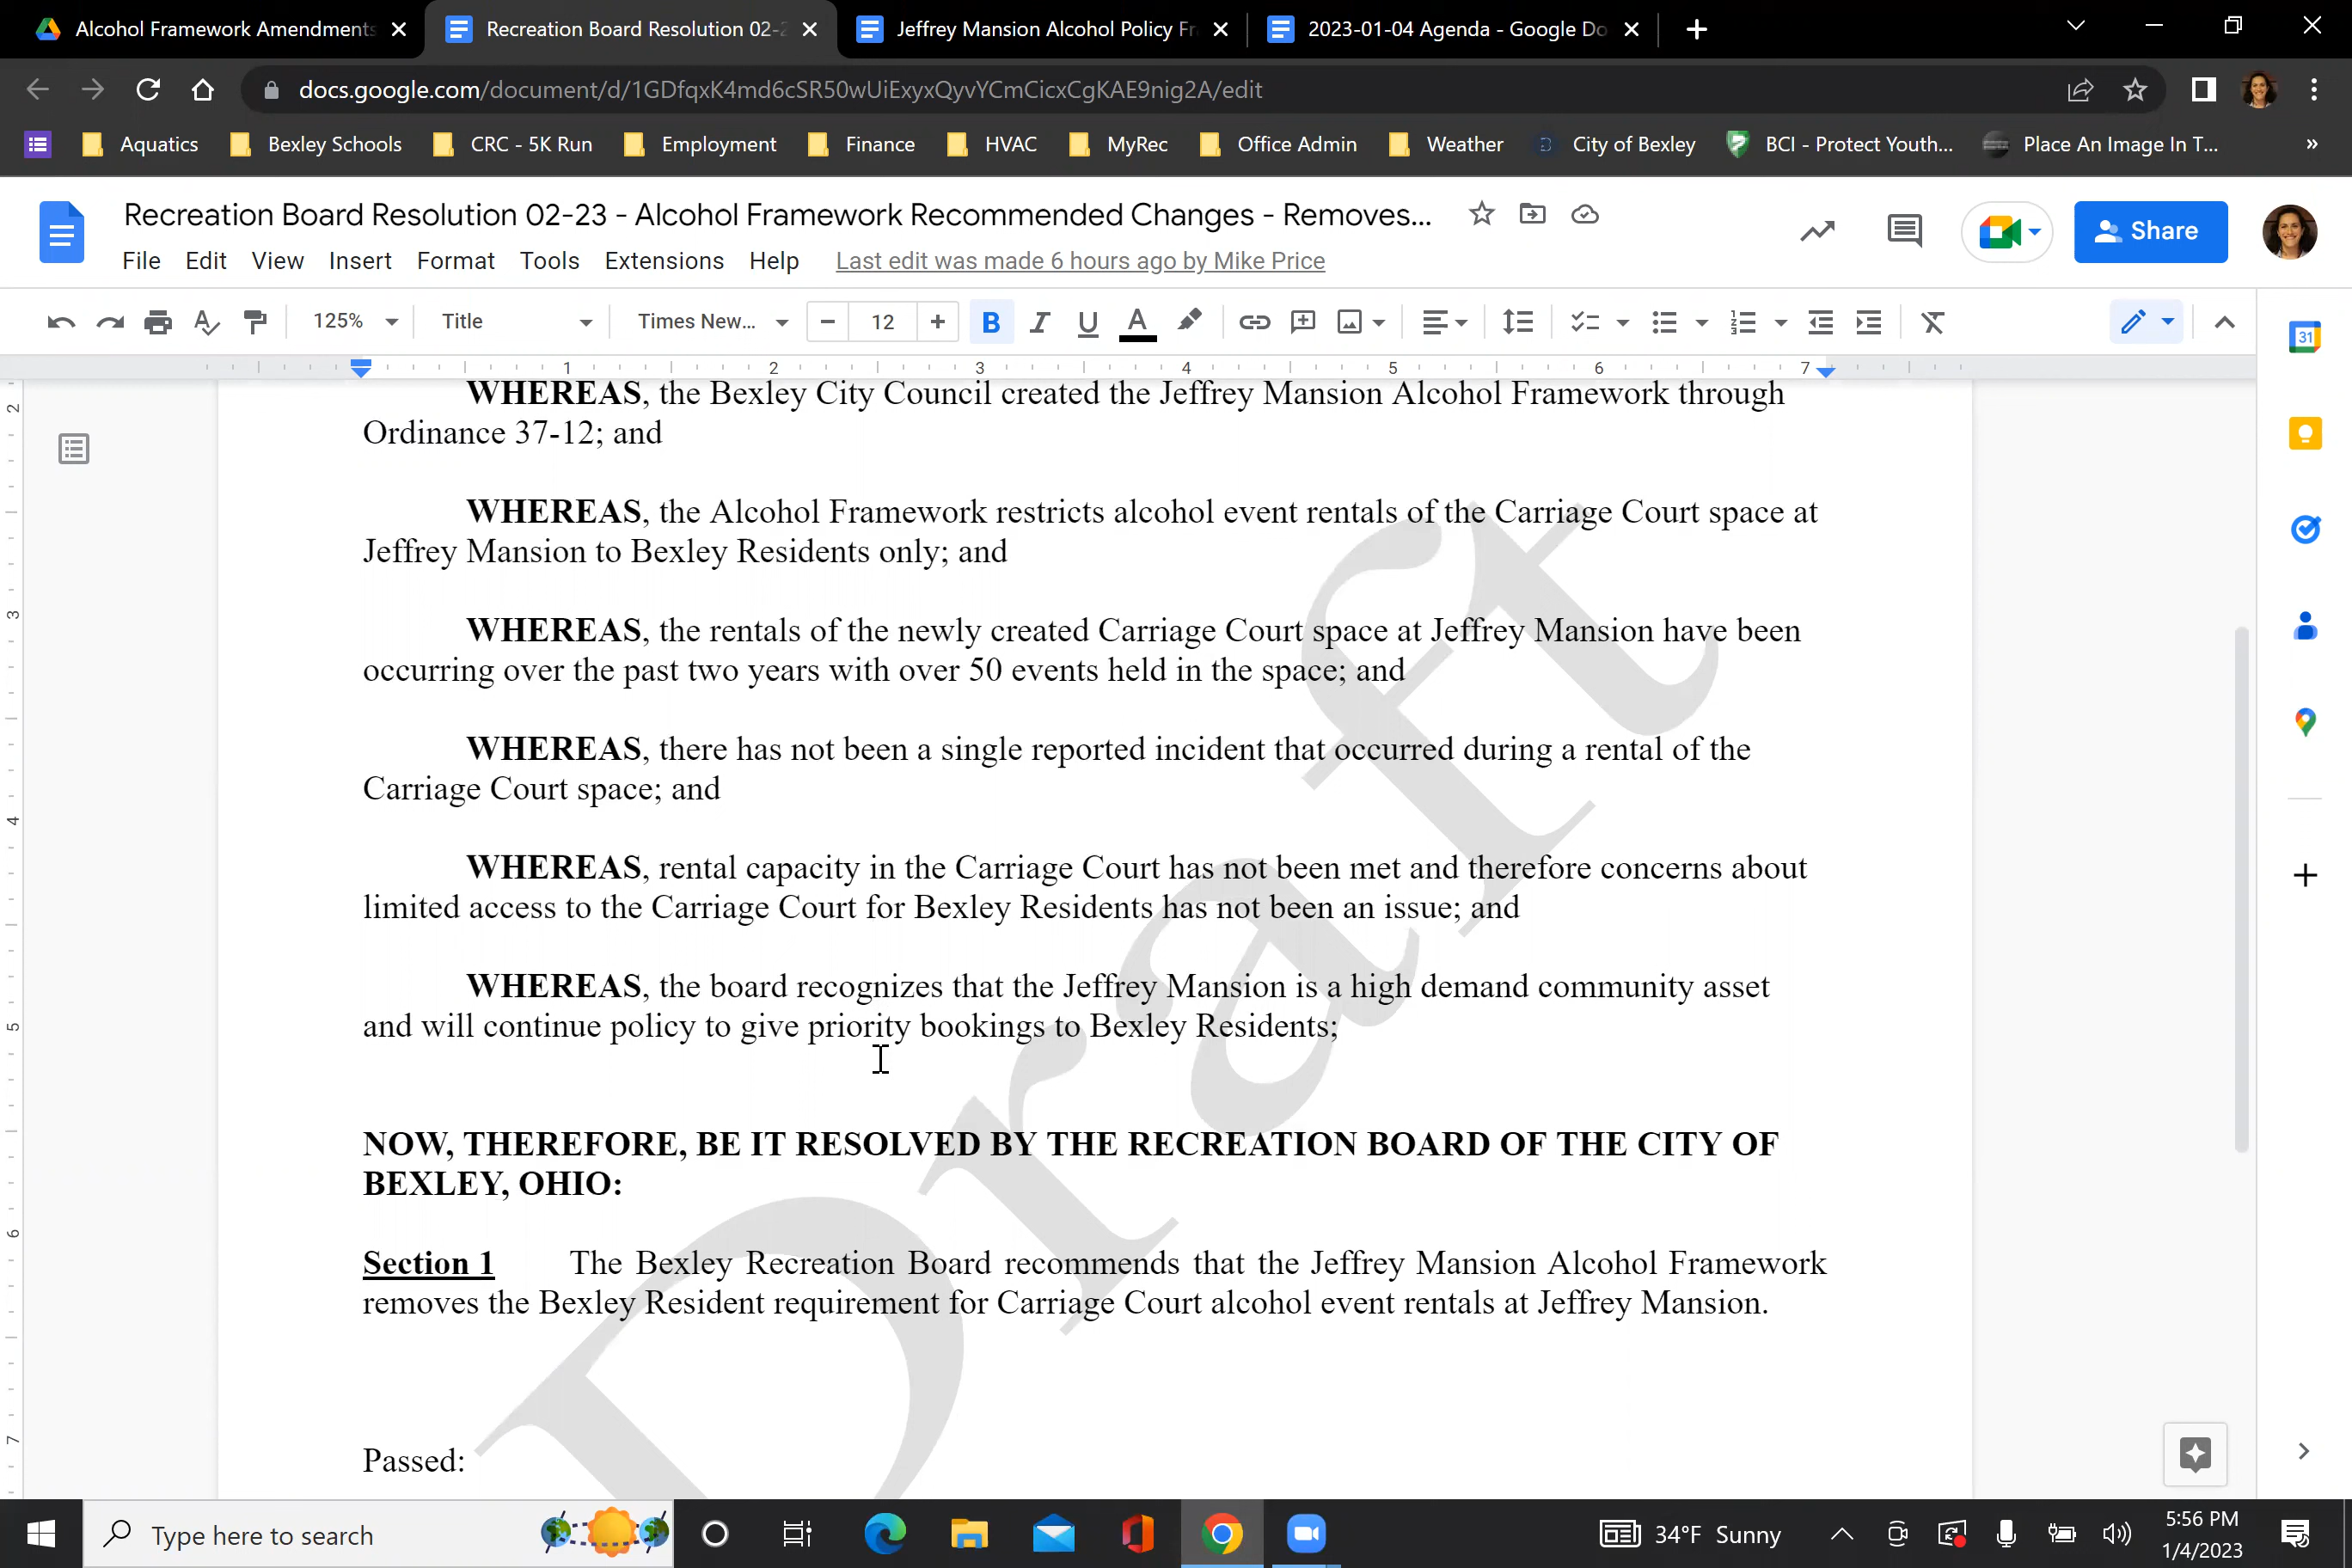 Alcohol Framework Amendments
Recreation Board Resolution 02-2
Jeffrey Mansion Alcohol Policy Fr
2023-01-04 Agenda - Google Do
docs.google.com/document/d/1GDfqxK4md6cSR50wUiExyxQyvYCmCicxCgKAE9nig2A/edit
Aquatics Bexley Schools CRC - 5K Run Employment Finance HVAC MyRec Office Admin Weather City of Bexley BCI - Protect Youth... Place An Image In T... »
Recreation Board Resolution 02-23 - Alcohol Framework Recommended Changes - Removes...
File Edit View Insert Format Tools Extensions Help Last edit was made 6 hours ago by Mike Price
Share
125% Title Times New... 12 B I U A
1 2 3 4 5 6 7
31
2
3
4
5
6
7
WHEREAS, the Bexley City Council created the Jeffrey Mansion Alcohol Framework through
Ordinance 37-12; and
WHEREAS, the Alcohol Framework restricts alcohol event rentals of the Carriage Court space at
Jeffrey Mansion to Bexley Residents only; and
WHEREAS, the rentals of the newly created Carriage Court space at Jeffrey Mansion have been
occurring over the past two years with over 50 events held in the space; and
WHEREAS, there has not been a single reported incident that occurred during a rental of the
Carriage Court space; and
WHEREAS, rental capacity in the Carriage Court has not been met and therefore concerns about
limited access to the Carriage Court for Bexley Residents has not been an issue; and
WHEREAS, the board recognizes that the Jeffrey Mansion is a high demand community asset
and will continue policy to give priority bookings to Bexley Residents;
NOW, THEREFORE, BE IT RESOLVED BY THE RECREATION BOARD OF THE CITY OF
BEXLEY, OHIO:
Section 1 The Bexley Recreation Board recommends that the Jeffrey Mansion Alcohol Framework
removes the Bexley Resident requirement for Carriage Court alcohol event rentals at Jeffrey Mansion.
Passed:
Draft
Type here to search
34°F Sunny
5:56 PM
1/4/2023